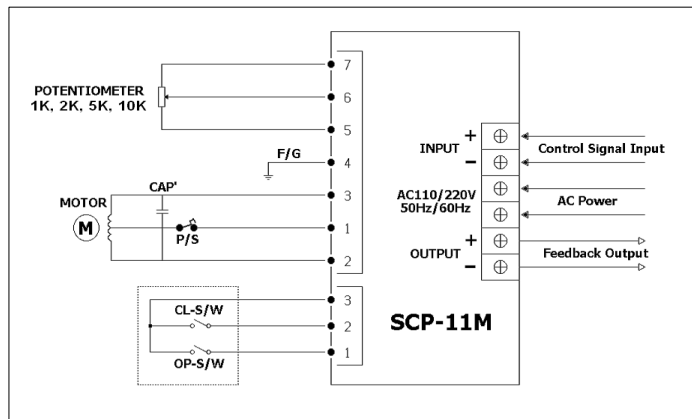 POTENTIOMETER
1K, 2K, 5K, 10K
7
6
5
F/G
4
CAP'
3
MOTOR
M
P/S
1
2
CL-S/W
3
2
OP-S/W
1
INPUT
+
−
Control Signal Input
AC110/220V
50Hz/60Hz
AC Power
OUTPUT
+
−
Feedback Output
SCP-11M